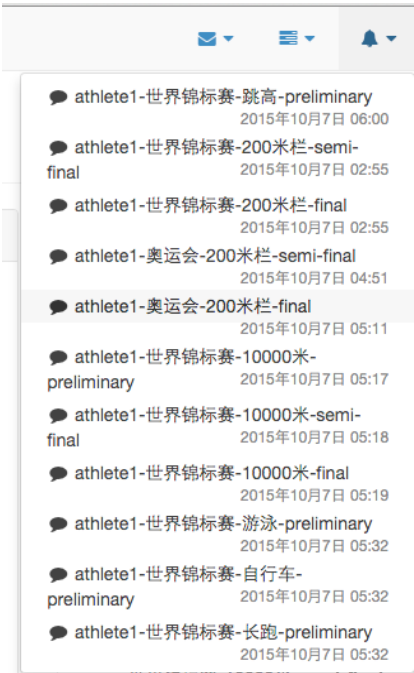 athlete1-世界锦标赛-跳高-preliminary
2015年10月7日 06:00
athlete1-世界锦标赛-200米栏-semi-
final
2015年10月7日 02:55
athlete1-世界锦标赛-200米栏-final
2015年10月7日 02:55
athlete1-奥运会-200米栏-semi-final
2015年10月7日 04:51
athlete1-奥运会-200米栏-final
2015年10月7日 05:11
athlete1-世界锦标赛-10000米-
preliminary
2015年10月7日 05:17
athlete1-世界锦标赛-10000米-semi-
final
2015年10月7日 05:18
athlete1-世界锦标赛-10000米-final
2015年10月7日 05:19
athlete1-世界锦标赛-游泳-preliminary
2015年10月7日 05:32
athlete1-世界锦标赛-自行车-
preliminary
2015年10月7日 05:32
athlete1-世界锦标赛-长跑-preliminary
2015年10月7日 05:32